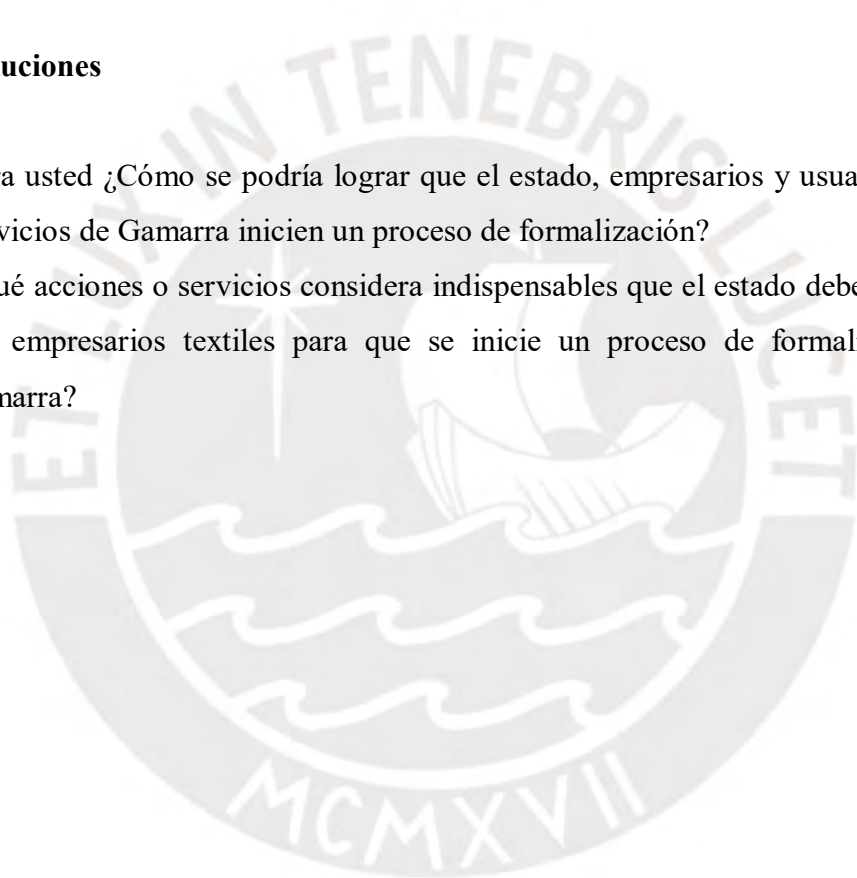 uciones
ra usted ¿Cómo se podría lograr que el estado, empresarios y usua
vicios de Gamarra inicien un proceso de formalización?
ué acciones o servicios considera indispensables que el estado debe
empresarios textiles para que se inicie un proceso de formali
marra?
ET LUX IN TENEBRIS LUCET
MCMXVII